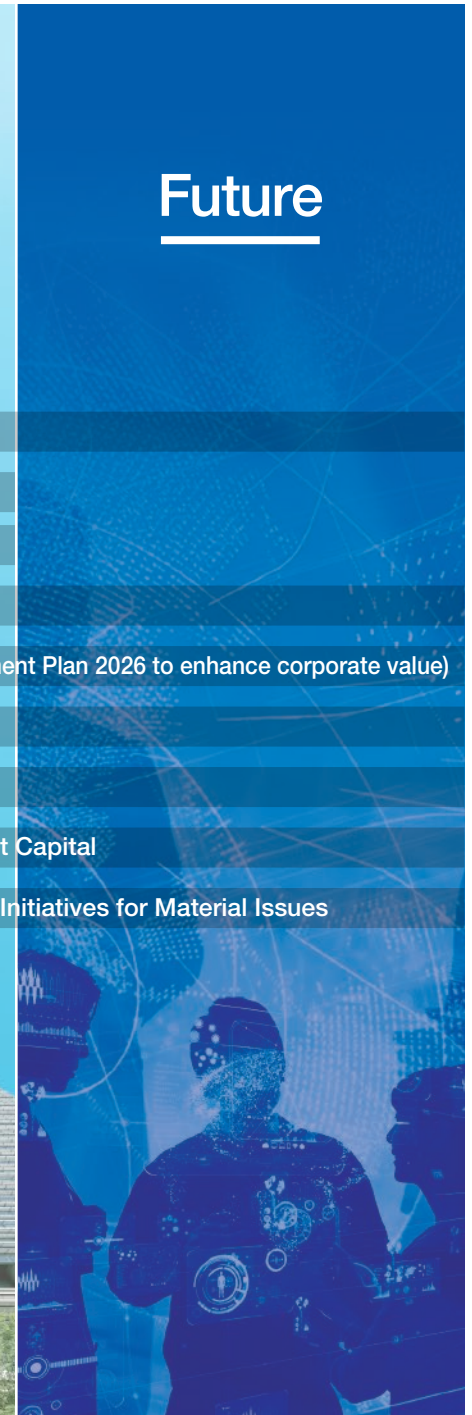 Future
ent Plan 2026 to enhance corporate value)
t Capital
Initiatives for Material Issues